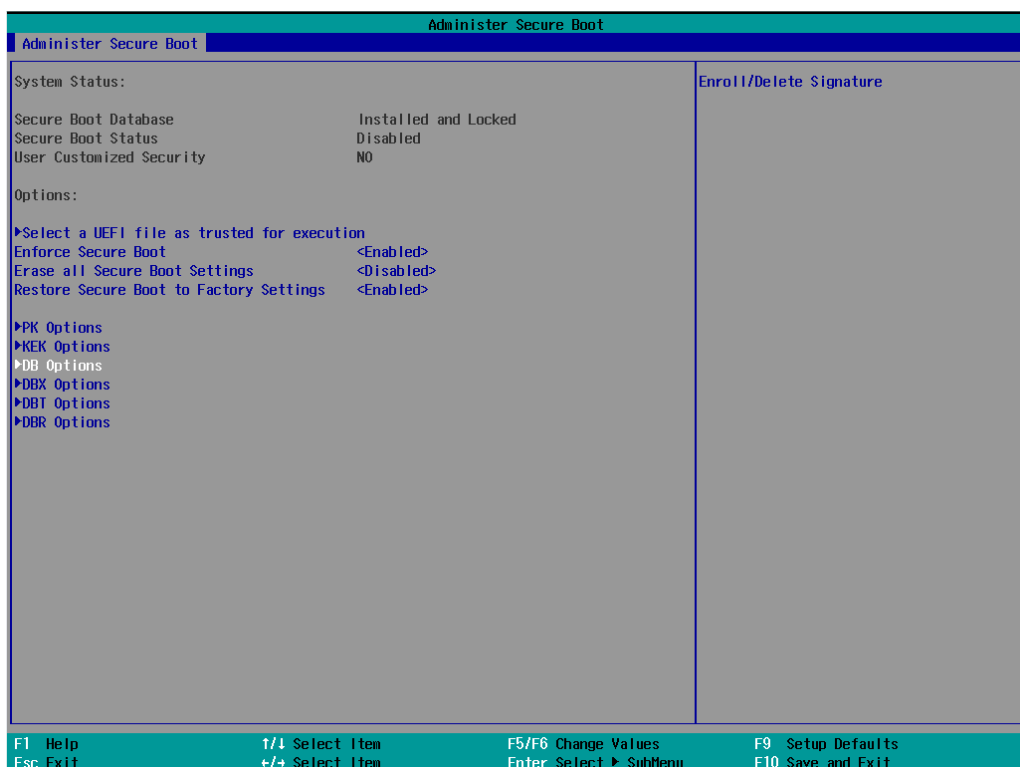 Administer Secure Boot
Administer Secure Boot
System Status:
Enroll/Delete Signature
Secure Boot Database Installed and Locked
Secure Boot Status Disabled
User Customized Security NO
Options:
▶Select a UEFI file as trusted for execution
Enforce Secure Boot <Enabled>
Erase all Secure Boot Settings <Disabled>
Restore Secure Boot to Factory Settings <Enabled>
▶PK Options
▶KEK Options
▶DB Options
▶DBX Options
▶DBT Options
▶DBR Options
F1 Help ↑/↓ Select Item F5/F6 Change Values F9 Setup Defaults
Esc Exit ←/→ Select Item Enter Select ▶ SubMenu F10 Save and Exit